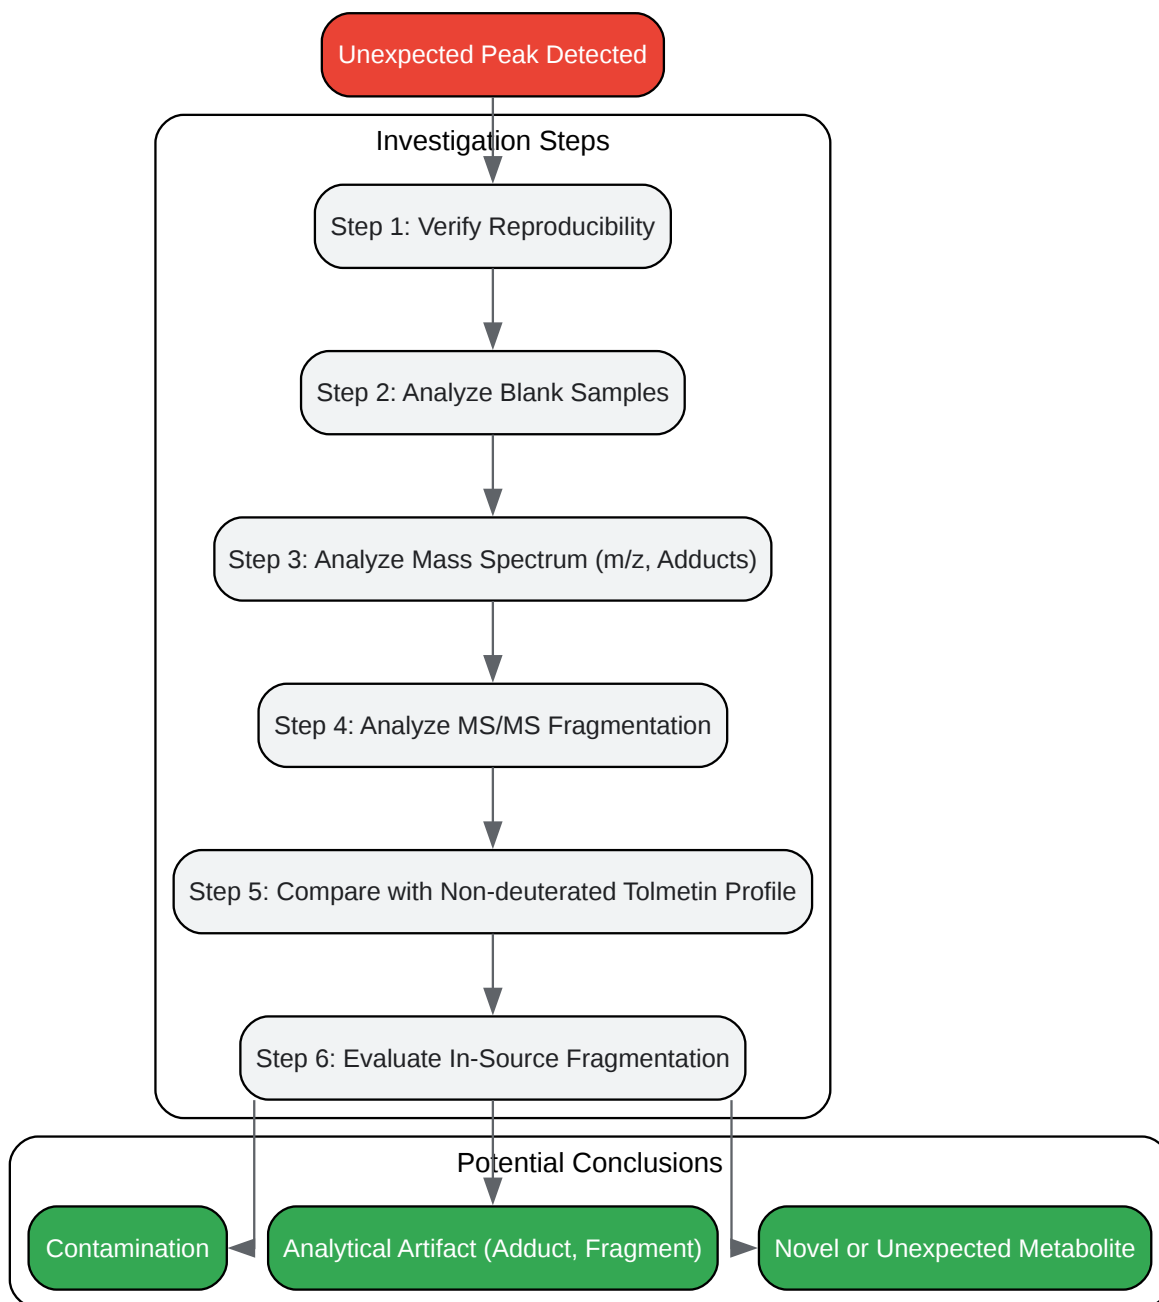 Unexpected Peak Detected
Investigation Steps
Step 1: Verify Reproducibility
Step 2: Analyze Blank Samples
Step 3: Analyze Mass Spectrum (m/z, Adducts)
Step 4: Analyze MS/MS Fragmentation
Step 5: Compare with Non-deuterated Tolmetin Profile
Step 6: Evaluate In-Source Fragmentation
Potential Conclusions
Contamination
Analytical Artifact (Adduct, Fragment)
Novel or Unexpected Metabolite